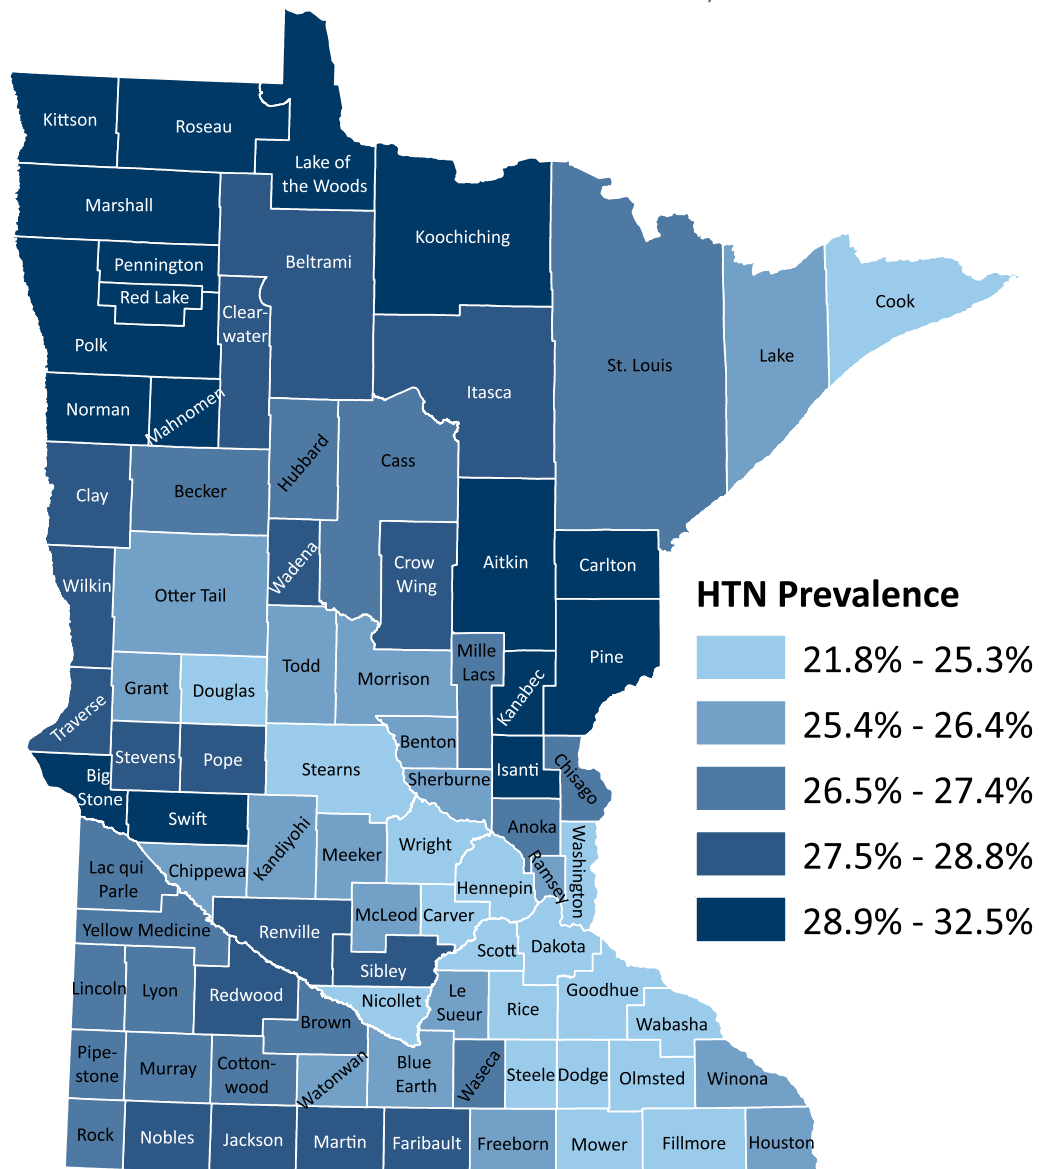 Kittson
Roseau
Lake of
the Woods
Marshall
Koochiching
Pennington
Beltrami
Red Lake
Clear-
water
Cook
Polk
St. Louis
Lake
Itasca
Norman
Mahnomen
Hubbard
Cass
Clay
Becker
Aitkin
Carlton
Crow
Wing
Wadena
Wilkin
Otter Tail
HTN Prevalence
21.8% - 25.3%
25.4% - 26.4%
26.5% - 27.4%
27.5% - 28.8%
28.9% - 32.5%
Mille
Lacs
Pine
Todd
Morrison
Grant
Douglas
Kanabec
Traverse
Benton
Stevens
Pope
Stearns
Isanti
Chisago
Sherburne
Big
Stone
Swift
Anoka
Kandiyohi
Wright
Meeker
Washington
Lac qui
Parle
Chippewa
Ramsey
Hennepin
McLeod
Carver
Yellow Medicine
Renville
Dakota
Scott
Sibley
Lincoln
Lyon
Redwood
Nicollet
Le
Sueur
Goodhue
Rice
Brown
Wabasha
Pipe-
stone
Murray
Cotton-
wood
Watonwan
Blue
Earth
Waseca
Steele
Dodge
Olmsted
Winona
Rock
Nobles
Jackson
Martin
Faribault
Freeborn
Mower
Fillmore
Houston